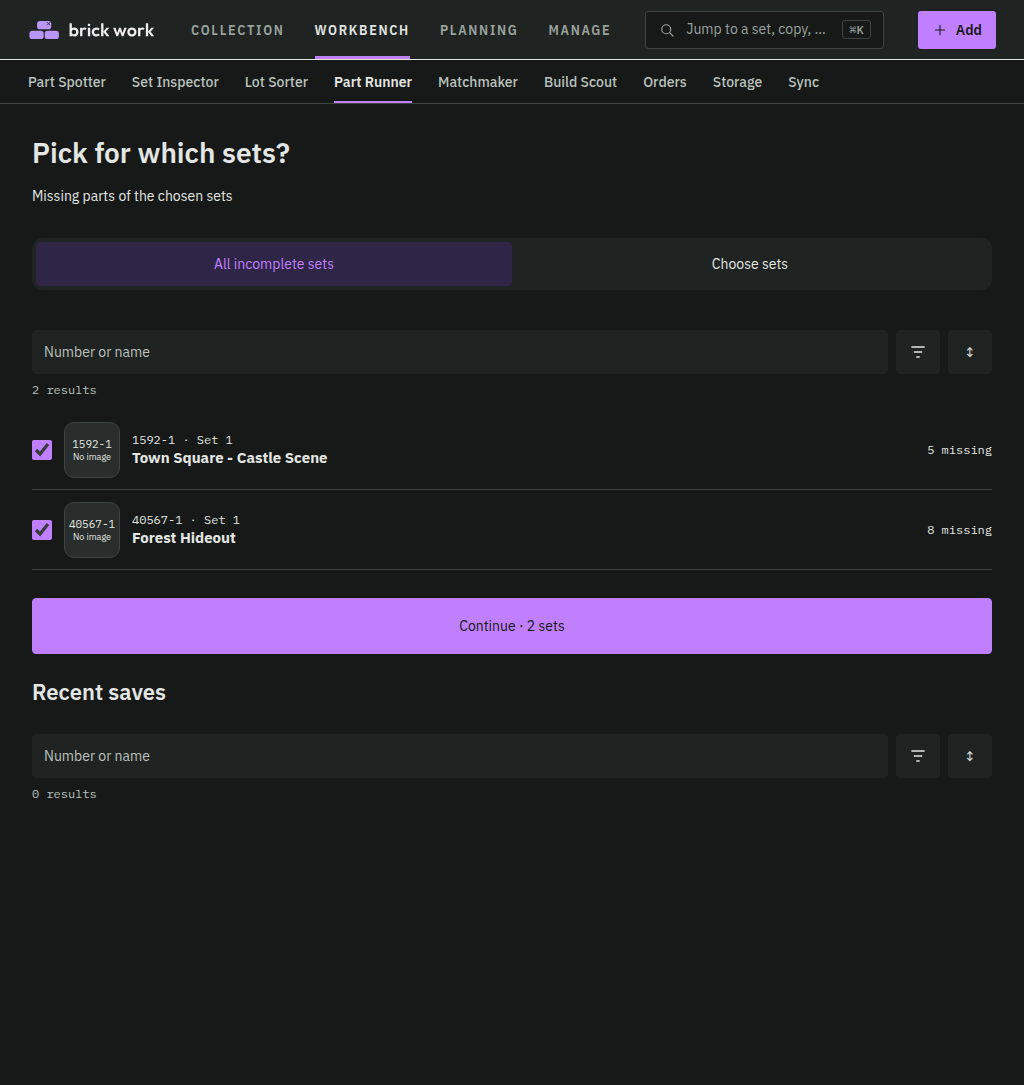 brick work
COLLECTION
WORKBENCH
PLANNING
MANAGE
Jump to a set, copy, ...
⌘K
+ Add
Part Spotter
Set Inspector
Lot Sorter
Part Runner
Matchmaker
Build Scout
Orders
Storage
Sync
Pick for which sets?
Missing parts of the chosen sets
All incomplete sets
Choose sets
Number or name
2 results
1592-1
No image
1592-1 · Set 1
Town Square - Castle Scene
5 missing
40567-1
No image
40567-1 · Set 1
Forest Hideout
8 missing
Continue · 2 sets
Recent saves
Number or name
0 results